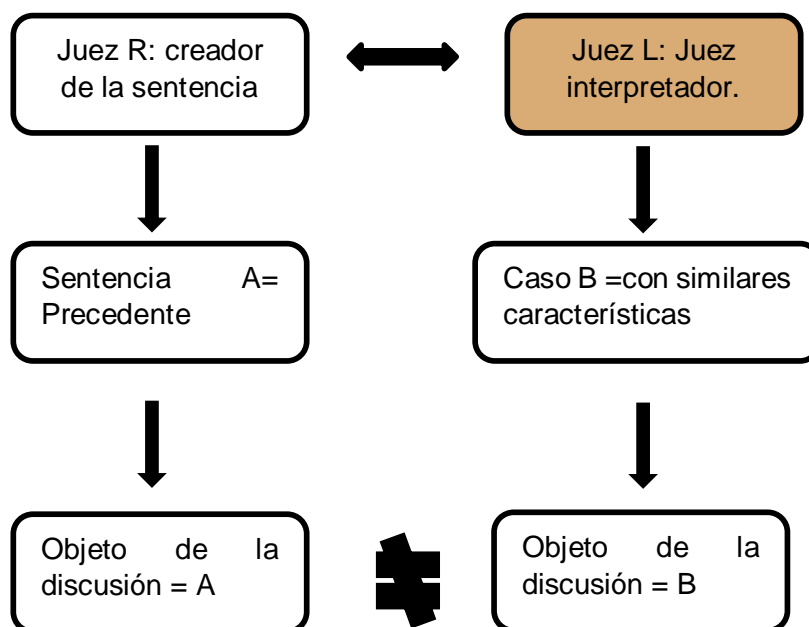 Juez R: creador
de la sentencia
Juez L: Juez
interpretador.
Sentencia A=
Precedente
Caso B =con similares
características
Objeto de la
discusión = A
Objeto de la
discusión = B